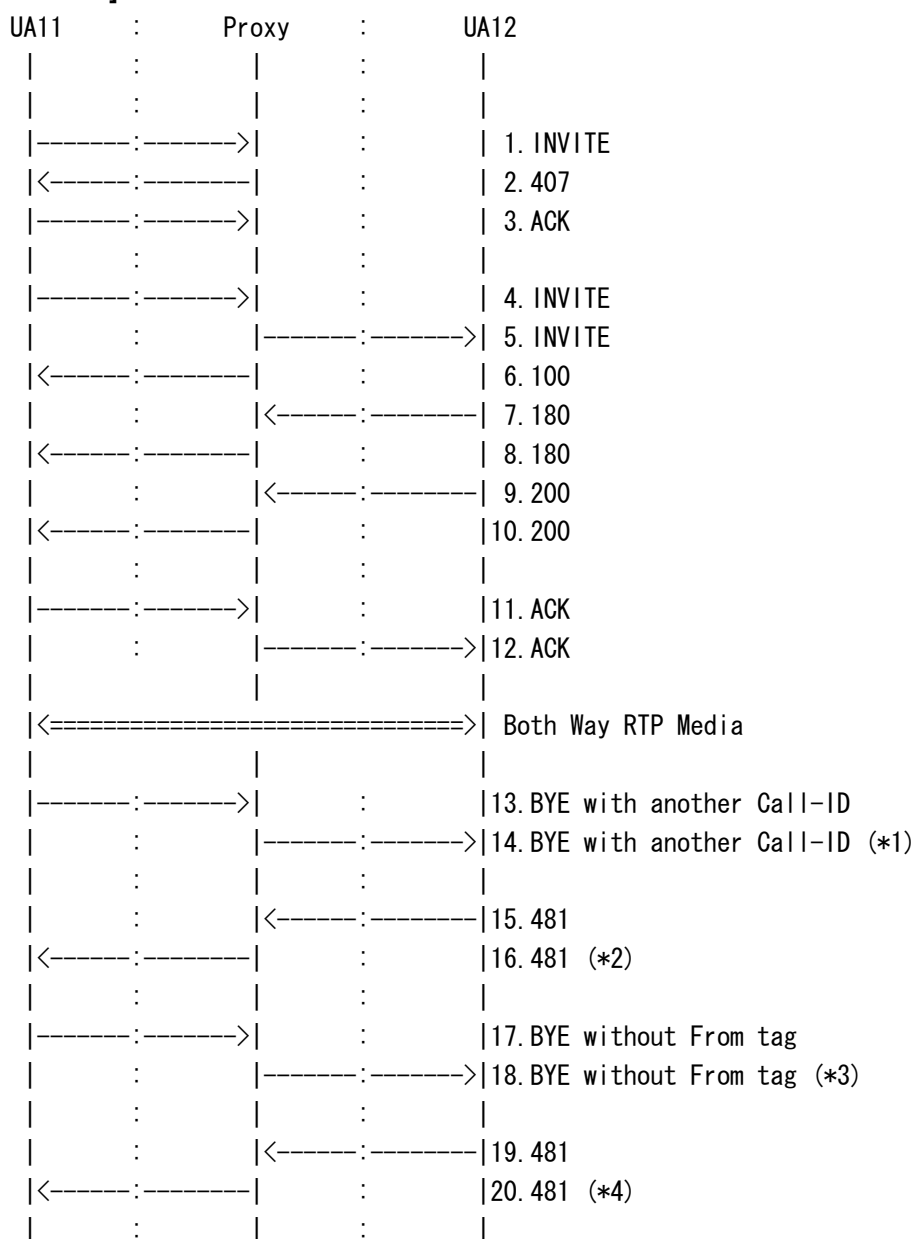 UA11 : Proxy : UA12
| : | : |
| : | : |
|-------:------->| : | 1.INVITE
|<------:--------| : | 2.407
|-------:------->| : | 3.ACK
| : | : |
|-------:------->| : | 4.INVITE
| : |-------:------->| 5.INVITE
|<------:--------| : | 6.100
| : |<------:--------| 7.180
|<------:--------| : | 8.180
| : |<------:--------| 9.200
|<------:--------| : |10.200
| : | : |
|-------:------->| : |11.ACK
| : |-------:------->|12.ACK
| | |
|<===============================>| Both Way RTP Media
| | |
|-------:------->| : |13.BYE with another Call-ID
| : |-------:------->|14.BYE with another Call-ID (*1)
| : | : |
| : |<------:--------|15.481
|<------:--------| : |16.481 (*2)
| : | : |
|-------:------->| : |17.BYE without From tag
| : |-------:------->|18.BYE without From tag (*3)
| : | : |
| : |<------:--------|19.481
|<------:--------| : |20.481 (*4)
| : | : |